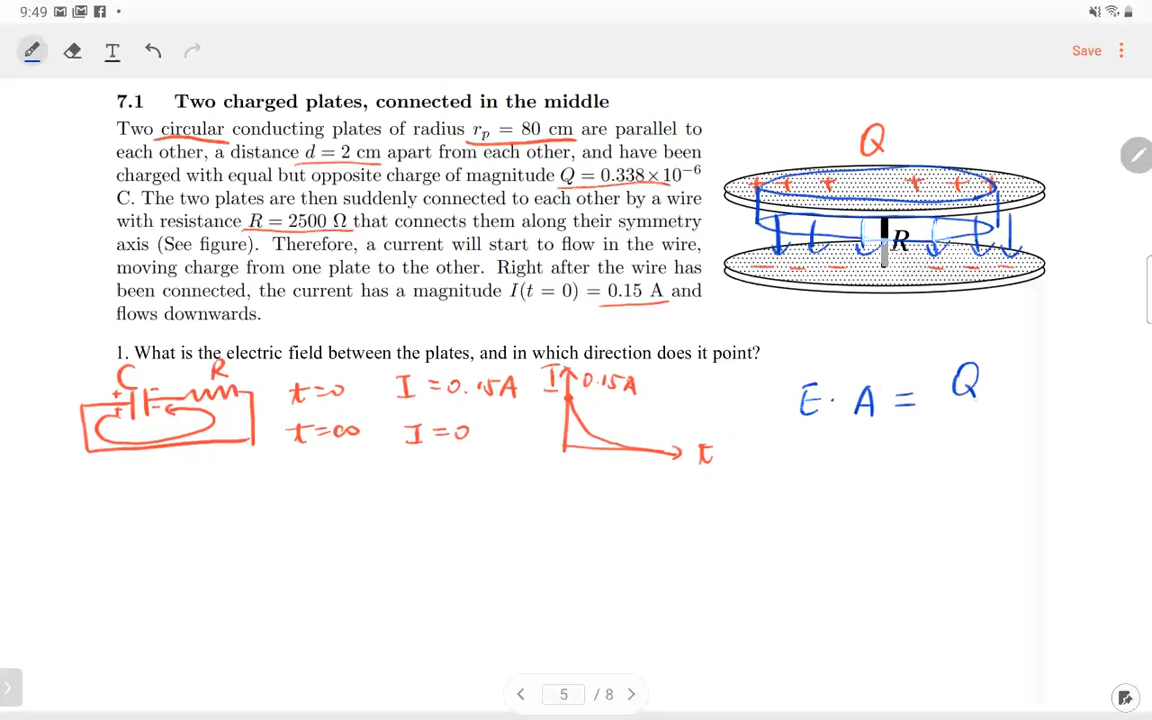 9:49
Save
7.1 Two charged plates, connected in the middle
Two circular conducting plates of radius rₚ = 80 cm are parallel to
each other, a distance d = 2 cm apart from each other, and have been
charged with equal but opposite charge of magnitude Q = 0.338×10⁻⁶
C. The two plates are then suddenly connected to each other by a wire
with resistance R = 2500 Ω that connects them along their symmetry
axis (See figure). Therefore, a current will start to flow in the wire,
moving charge from one plate to the other. Right after the wire has
been connected, the current has a magnitude I(t = 0) = 0.15 A and
flows downwards.
Q
+ + + + + +
R
− − − − − −
1. What is the electric field between the plates, and in which direction does it point?
C R
+ −
+ −
t=0 I = 0.15A
t=∞ I = 0
I 0.15A
t
E · A = Q
5 / 8